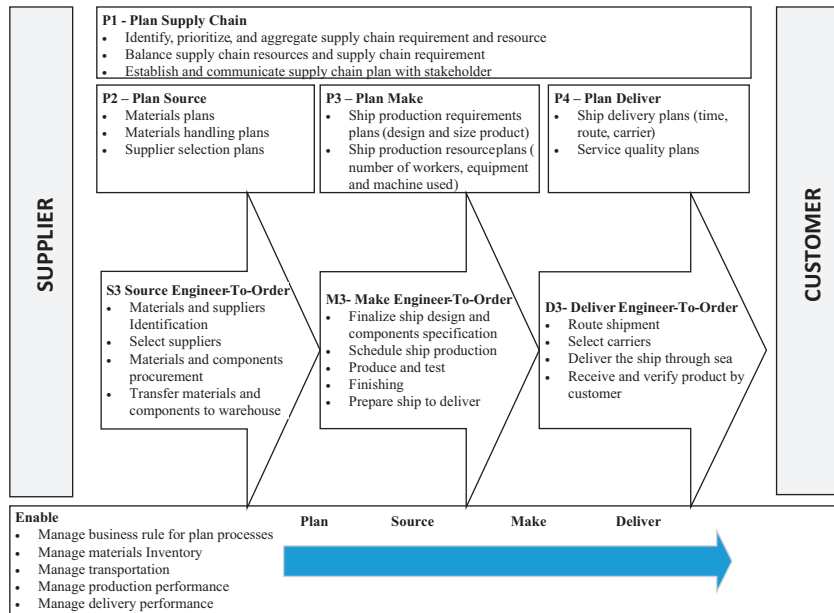 P1 - Plan Supply Chain
• Identify, prioritize, and aggregate supply chain requirement and resource
• Balance supply chain resources and supply chain requirement
• Establish and communicate supply chain plan with stakeholder
SUPPLIER
P2 – Plan Source
• Materials plans
• Materials handling plans
• Supplier selection plans
P3 – Plan Make
• Ship production requirements
plans (design and size product)
• Ship production resource plans (
number of workers, equipment
and machine used)
P4 – Plan Deliver
• Ship delivery plans (time,
route, carrier)
• Service quality plans
CUSTOMER
S3 Source Engineer-To-Order
• Materials and suppliers
Identification
• Select suppliers
• Materials and components
procurement
• Transfer materials and
components to warehouse
M3- Make Engineer-To-Order
• Finalize ship design and
components specification
• Schedule ship production
• Produce and test
• Finishing
• Prepare ship to deliver
D3- Deliver Engineer-To-Order
• Route shipment
• Select carriers
• Deliver the ship through sea
• Receive and verify product by
customer
Enable
• Manage business rule for plan processes
• Manage materials Inventory
• Manage transportation
• Manage production performance
• Manage delivery performance
Plan Source Make Deliver